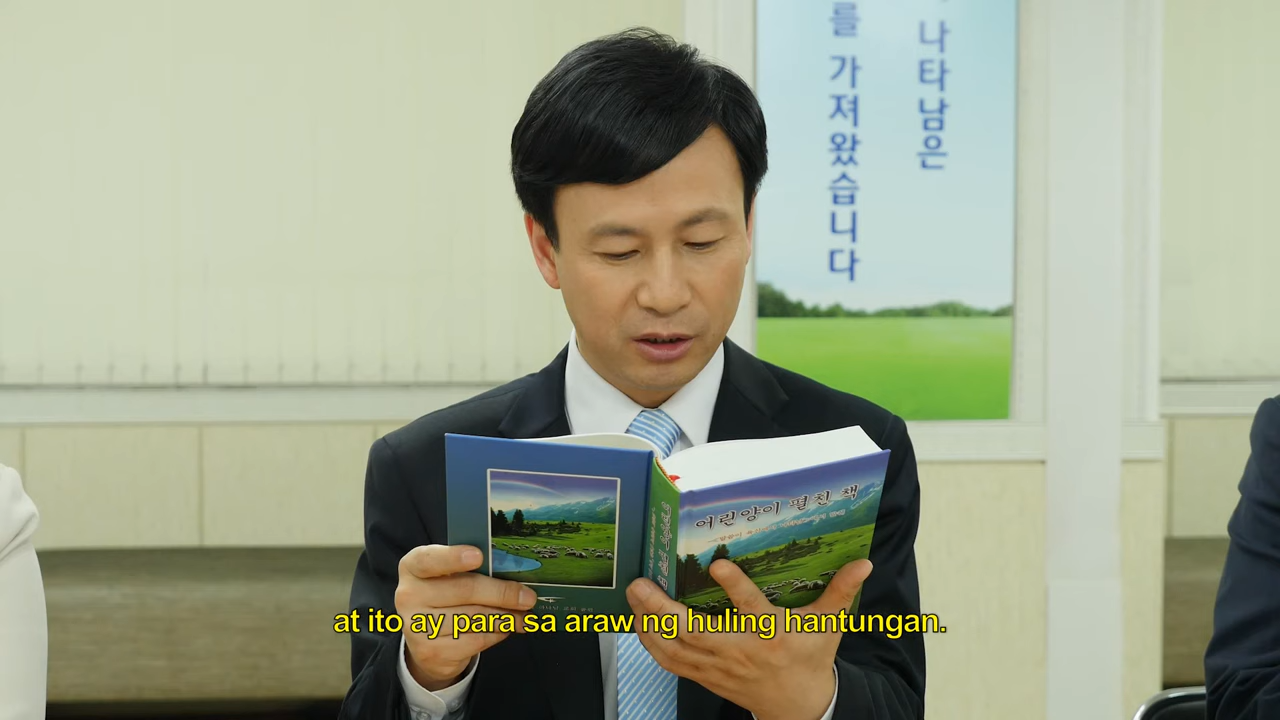 나타남은
를 가져왔습니다
어린양이 펼친 책
at ito ay para sa araw ng huling hantungan.